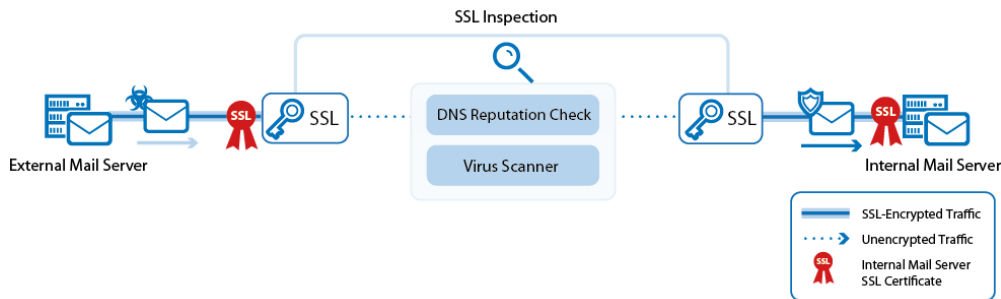 SSL Inspection
SSL
SSL
DNS Reputation Check
Virus Scanner
SSL
SSL
External Mail Server
Internal Mail Server
SSL-Encrypted Traffic
Unencrypted Traffic
SSL
Internal Mail Server
SSL Certificate